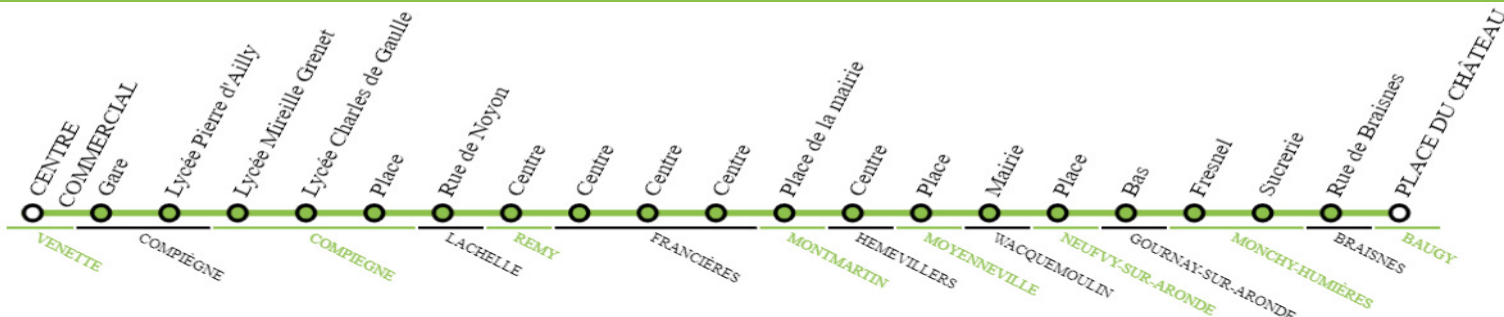 CENTRE
COMMERCIAL
Gare
Lycée Pierre d'Ailly
Lycée Mireille Grenet
Lycée Charles de Gaulle
Place
Rue de Noyon
Centre
Centre
Centre
Centre
Place de la mairie
Centre
Place
Mairie
Place
Bas
Fresnel
Sucrerie
Rue de Braisnes
PLACE DU CHÂTEAU
VENETTE
COMPIÈGNE
COMPIEGNE
LACHELLE
REMY
FRANCIÈRES
MONTMARTIN
HEMEVILLERS
MOYENNEVILLE
WACQUEMOULIN
NEUFVY-SUR-ARONDE
GOURNAY-SUR-ARONDE
MONCHY-HUMIÈRES
BRAISNES
BAUGY